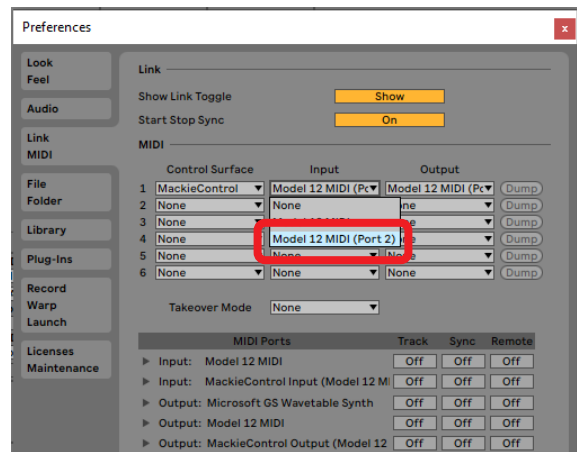 Preferences
x
Look
Feel
Audio
Link
MIDI
File
Folder
Library
Plug-Ins
Record
Warp
Launch
Licenses
Maintenance
Link
Show Link Toggle Show
Start Stop Sync On
MIDI
Control Surface Input Output
1 MackieControl Model 12 MIDI (Pc Model 12 MIDI (Pc Dump
2 None None Dump
3 None Dump
4 None Model 12 MIDI (Port 2) Dump
5 None None None Dump
6 None None None Dump
Takeover Mode None
MIDI Ports Track Sync Remote
Input: Model 12 MIDI Off Off Off
Input: MackieControl Input (Model 12 MI Off Off Off
Output: Microsoft GS Wavetable Synth Off Off Off
Output: Model 12 MIDI Off Off Off
Output: MackieControl Output (Model 12 Off Off Off